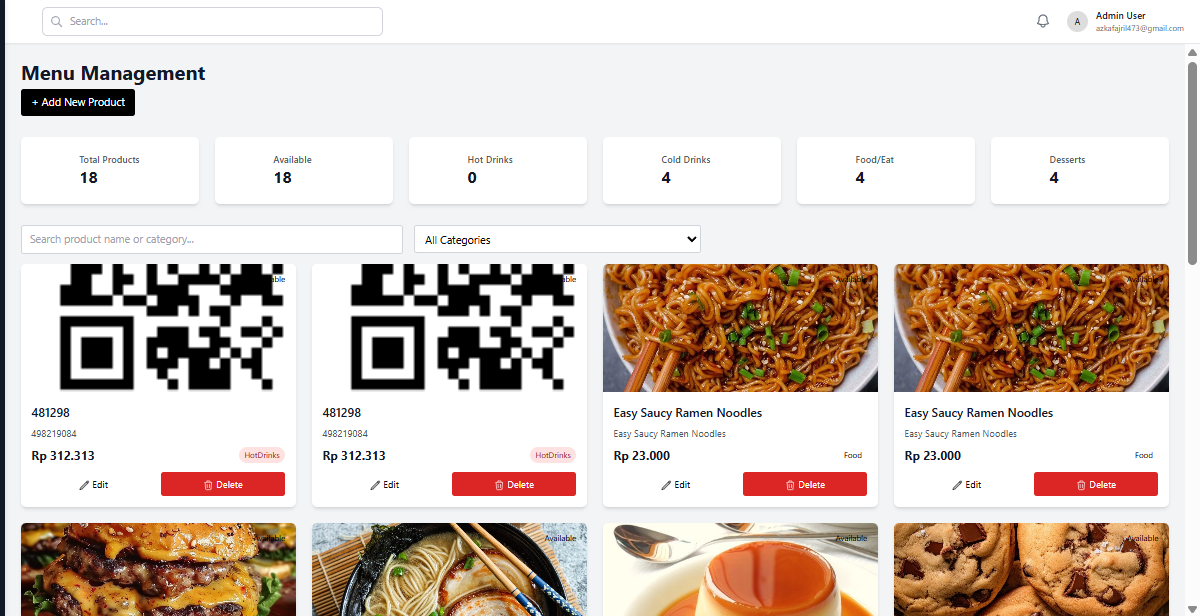 Search...
A
Admin User
azkafajril473@gmail.com
Menu Management
+ Add New Product
Total Products
18
Available
18
Hot Drinks
0
Cold Drinks
4
Food/Eat
4
Desserts
4
Search product name or category...
All Categories
Available
Available
481298
498219084
Rp 312.313
HotDrinks
Edit
Delete
481298
498219084
Rp 312.313
HotDrinks
Edit
Delete
Easy Saucy Ramen Noodles
Easy Saucy Ramen Noodles
Rp 23.000
Food
Edit
Delete
Easy Saucy Ramen Noodles
Easy Saucy Ramen Noodles
Rp 23.000
Food
Edit
Delete
Available
Available
Available
Available